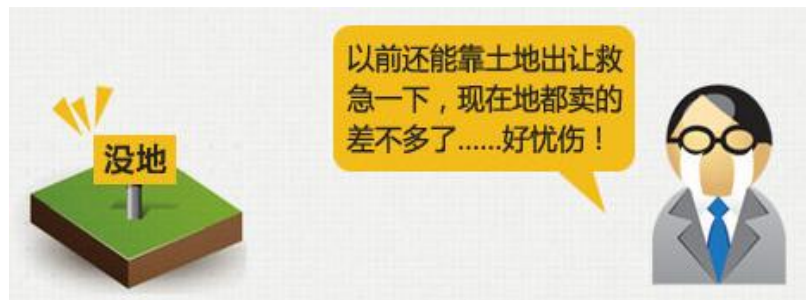 没地
以前还能靠土地出让救
急一下，现在地都卖的
差不多了......好忧伤！